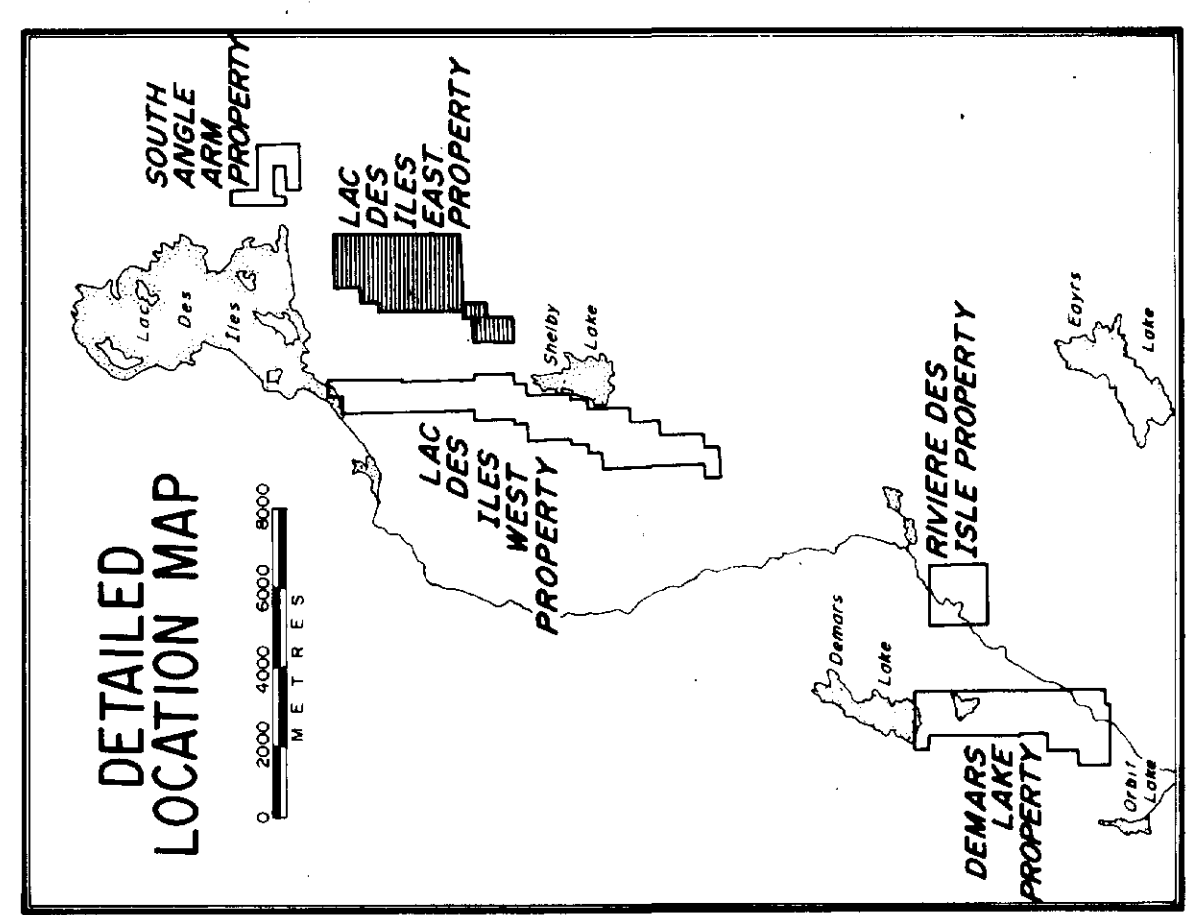 DETAILED
LOCATION MAP
0 2000 4000 6000 8000
METRES
SOUTH
ANGLE
ARM
PROPERTY
Lac
Des
Iles
LAC
DES
ILES
EAST
PROPERTY
Shelby
Lake
LAC
DES
ILES
WEST
PROPERTY
Demars
Lake
RIVIERE DES
ISLE PROPERTY
Eayrs
Lake
DEMARS
LAKE
PROPERTY
Orbit
Lake